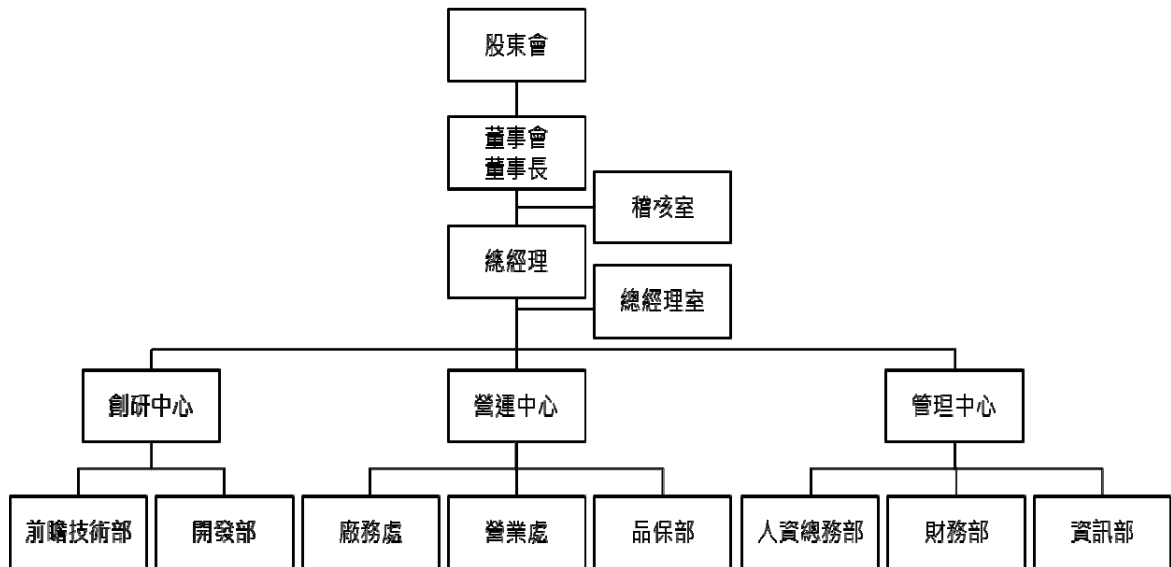 股東會
董事會
董事長
稽核室
總經理
總經理室
創研中心
營運中心
管理中心
前瞻技術部
開發部
廠務處
營業處
品保部
人資總務部
財務部
資訊部